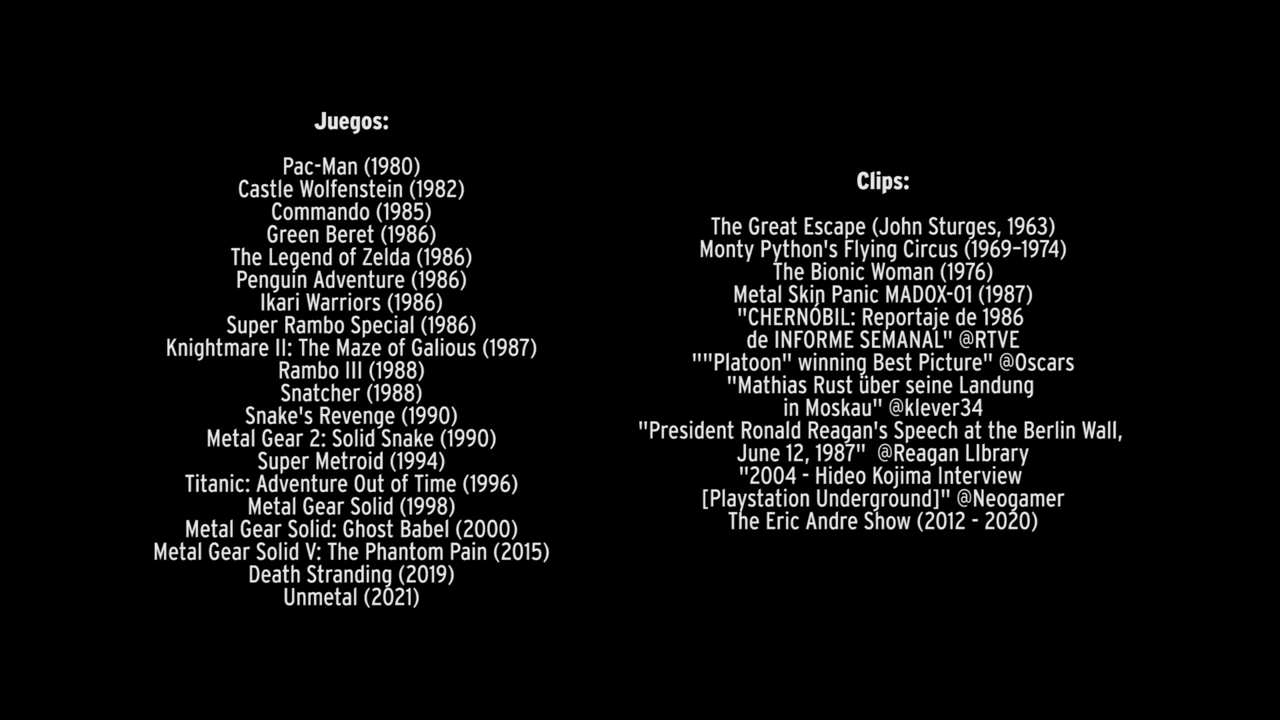 Juegos:
Pac-Man (1980)
Castle Wolfenstein (1982)
Commando (1985)
Green Beret (1986)
The Legend of Zelda (1986)
Penguin Adventure (1986)
Ikari Warriors (1986)
Super Rambo Special (1986)
Knightmare II: The Maze of Galious (1987)
Rambo III (1988)
Snatcher (1988)
Snake's Revenge (1990)
Metal Gear 2: Solid Snake (1990)
Super Metroid (1994)
Titanic: Adventure Out of Time (1996)
Metal Gear Solid (1998)
Metal Gear Solid: Ghost Babel (2000)
Metal Gear Solid V: The Phantom Pain (2015)
Death Stranding (2019)
Unmetal (2021)
Clips:
The Great Escape (John Sturges, 1963)
Monty Python's Flying Circus (1969–1974)
The Bionic Woman (1976)
Metal Skin Panic MADOX-01 (1987)
"CHERNÓBIL: Reportaje de 1986
de INFORME SEMANAL" @RTVE
""Platoon" winning Best Picture" @Oscars
"Mathias Rust über seine Landung
in Moskau" @klever34
"President Ronald Reagan's Speech at the Berlin Wall,
June 12, 1987"  @Reagan LIbrary
"2004 - Hideo Kojima Interview
[Playstation Underground]" @Neogamer
The Eric Andre Show (2012 - 2020)